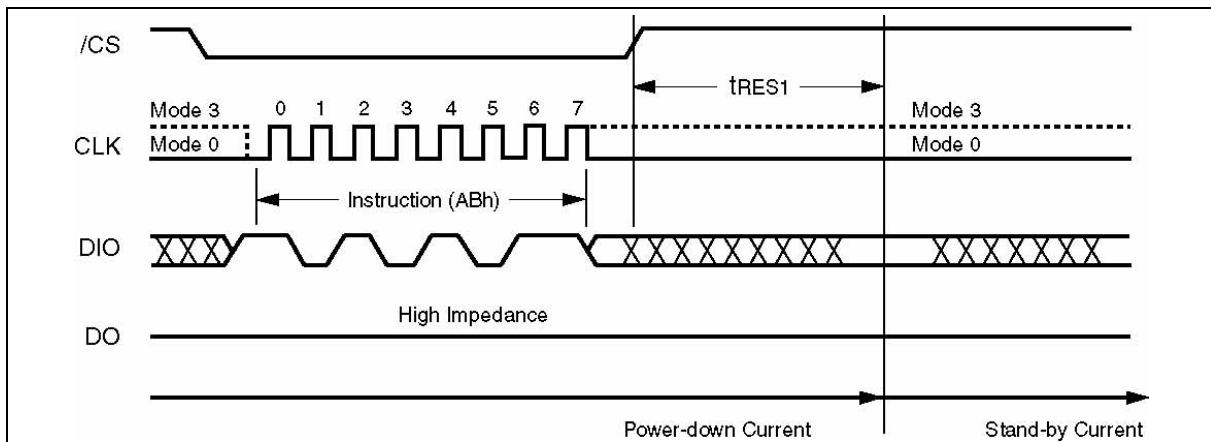 /CS
tRES1
Mode 3 0 1 2 3 4 5 6 7 Mode 3
CLK Mode 0 Mode 0
Instruction (ABh)
DIO
High Impedance
DO
Power-down Current Stand-by Current